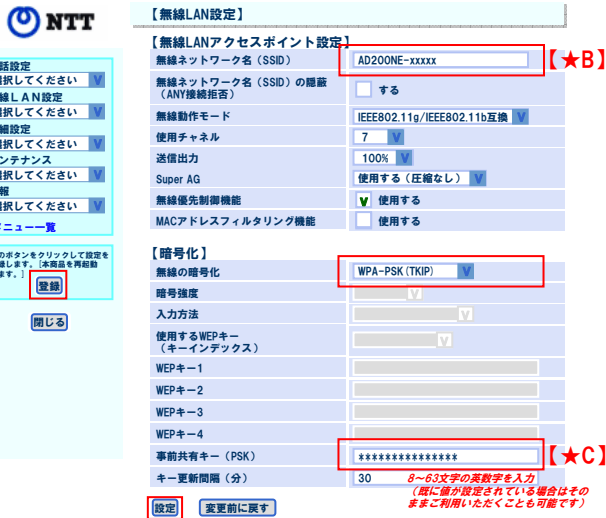 NTT
話設定
択してください
線ＬＡＮ設定
択してください
細設定
択してください
ンテナンス
択してください
報
択してください
ニュー一覧
のボタンをクリックして設定を
録します。[本商品を再起動
ます。]
登録
閉じる
【無線LAN設定】
【無線LANアクセスポイント設定】
無線ネットワーク名（SSID） AD200NE-xxxxx 【★B】
無線ネットワーク名（SSID）の隠蔽
（ANY接続拒否） する
無線動作モード IEEE802.11g/IEEE802.11b互換
使用チャネル 7
送信出力 100%
Super AG 使用する（圧縮なし）
無線優先制御機能 使用する
MACアドレスフィルタリング機能 使用する
【暗号化】
無線の暗号化 WPA-PSK(TKIP)
暗号強度
入力方法
使用するWEPキー
（キーインデックス）
WEPキー1
WEPキー2
WEPキー3
WEPキー4
事前共有キー（PSK） *************** 【★C】
キー更新間隔（分） 30 8～63文字の英数字を入力
（既に値が設定されている場合はその
ままご利用いただくことも可能です）
設定 変更前に戻す